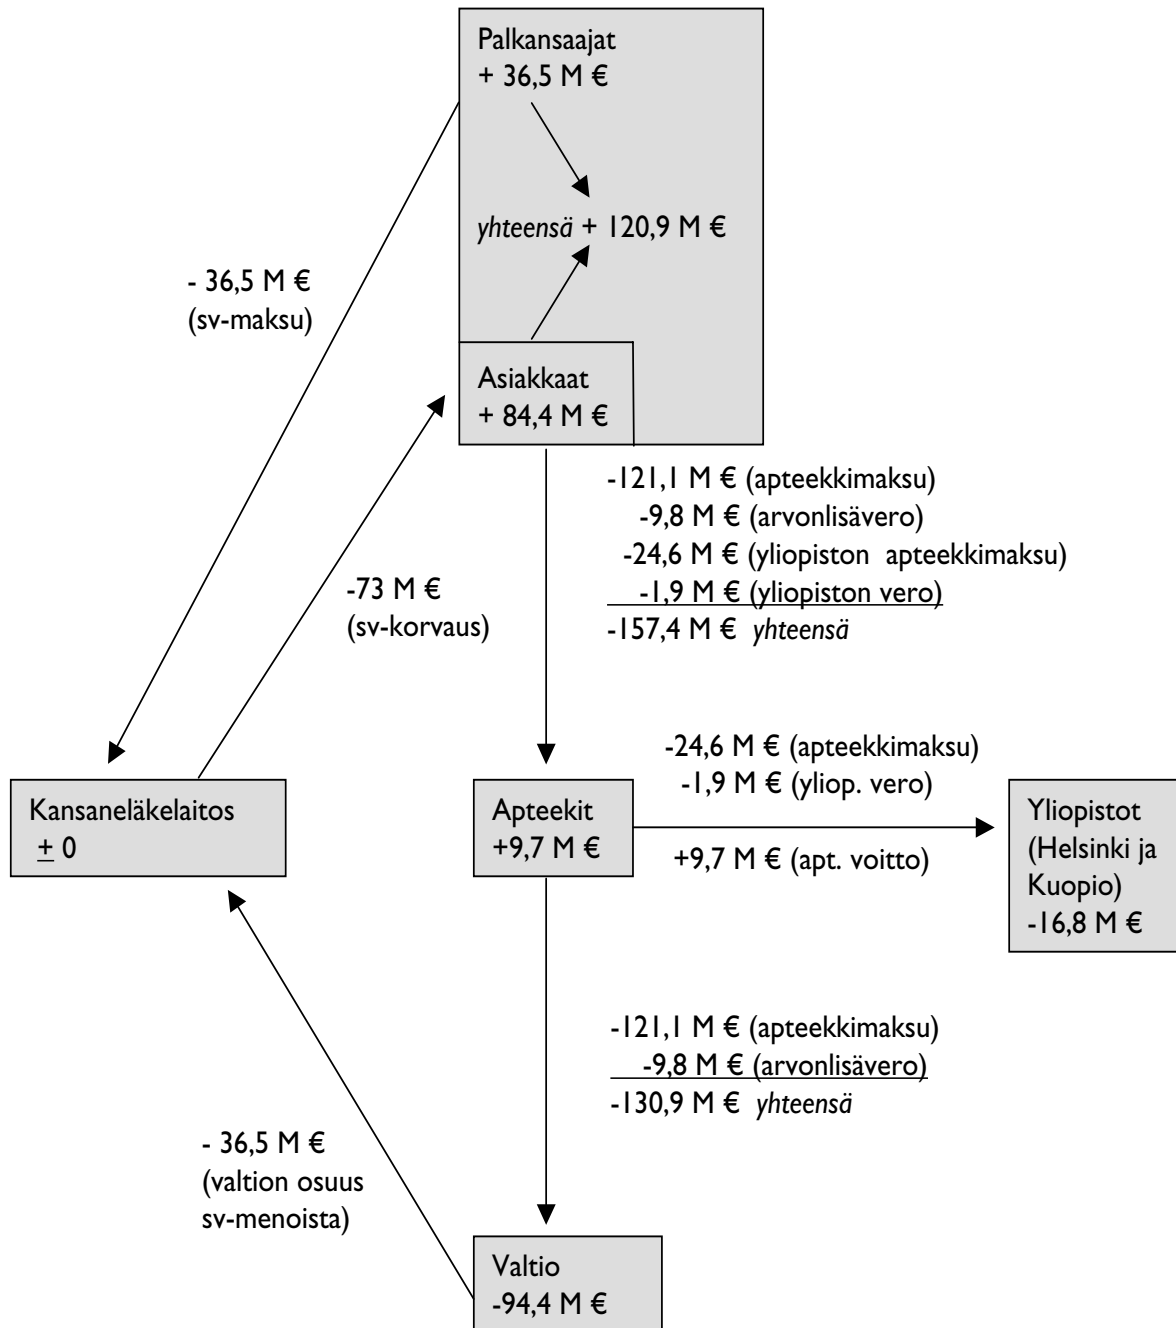 Palkansaajat
+ 36,5 M €
yhteensä + 120,9 M €
- 36,5 M €
(sv-maksu)
Asiakkaat
+ 84,4 M €
-121,1 M € (apteekkimaksu)
-9,8 M € (arvonlisävero)
-24,6 M € (yliopiston apteekkimaksu)
-1,9 M € (yliopiston vero)
-157,4 M € yhteensä
-73 M €
(sv-korvaus)
-24,6 M € (apteekkimaksu)
-1,9 M € (yliop. vero)
Kansaneläkelaitos
± 0
Apteekit
+9,7 M €
+9,7 M € (apt. voitto)
Yliopistot
(Helsinki ja
Kuopio)
-16,8 M €
-121,1 M € (apteekkimaksu)
-9,8 M € (arvonlisävero)
-130,9 M € yhteensä
- 36,5 M €
(valtion osuus
sv-menoista)
Valtio
-94,4 M €